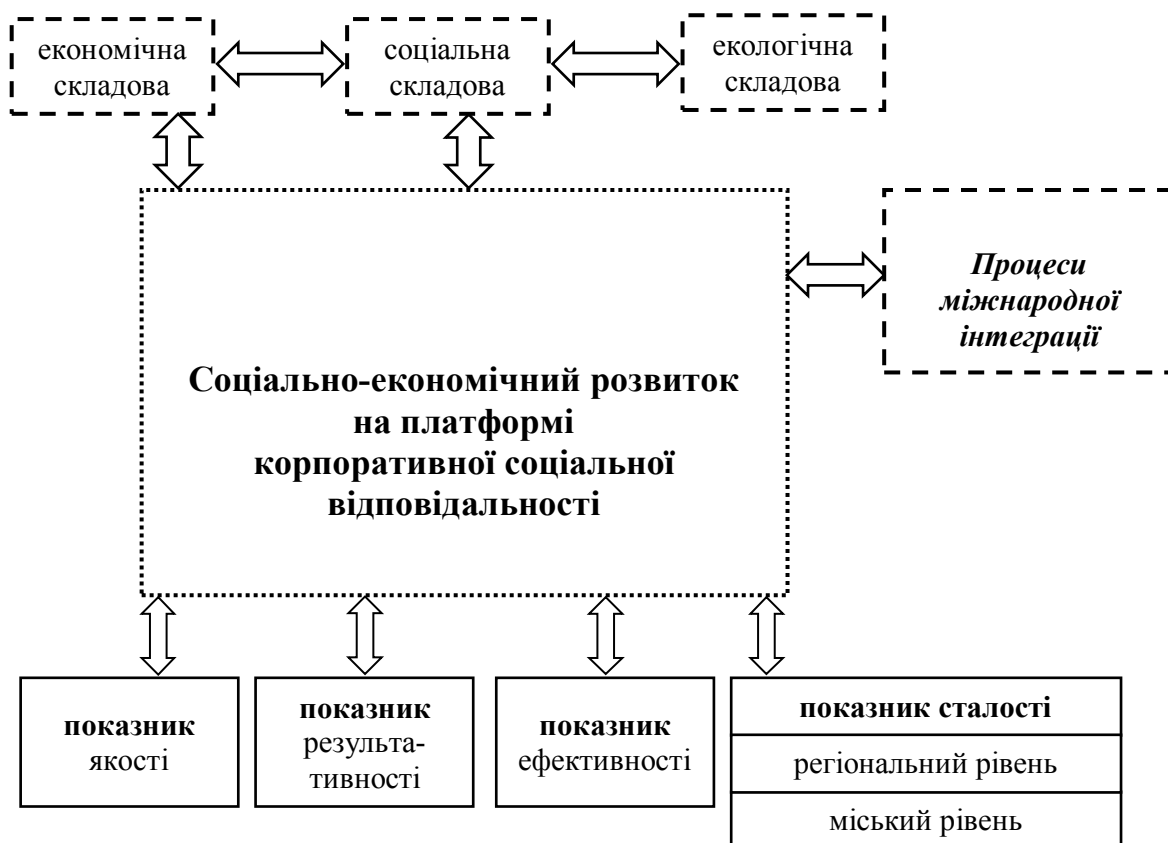 економічна
складова
соціальна
складова
екологічна
складова
Процеси
міжнародної
інтеграції
Соціально-економічний розвиток
на платформі
корпоративної соціальної
відповідальності
показник
якості
показник
результа-
тивності
показник
ефективності
показник сталості
регіональний рівень
міський рівень